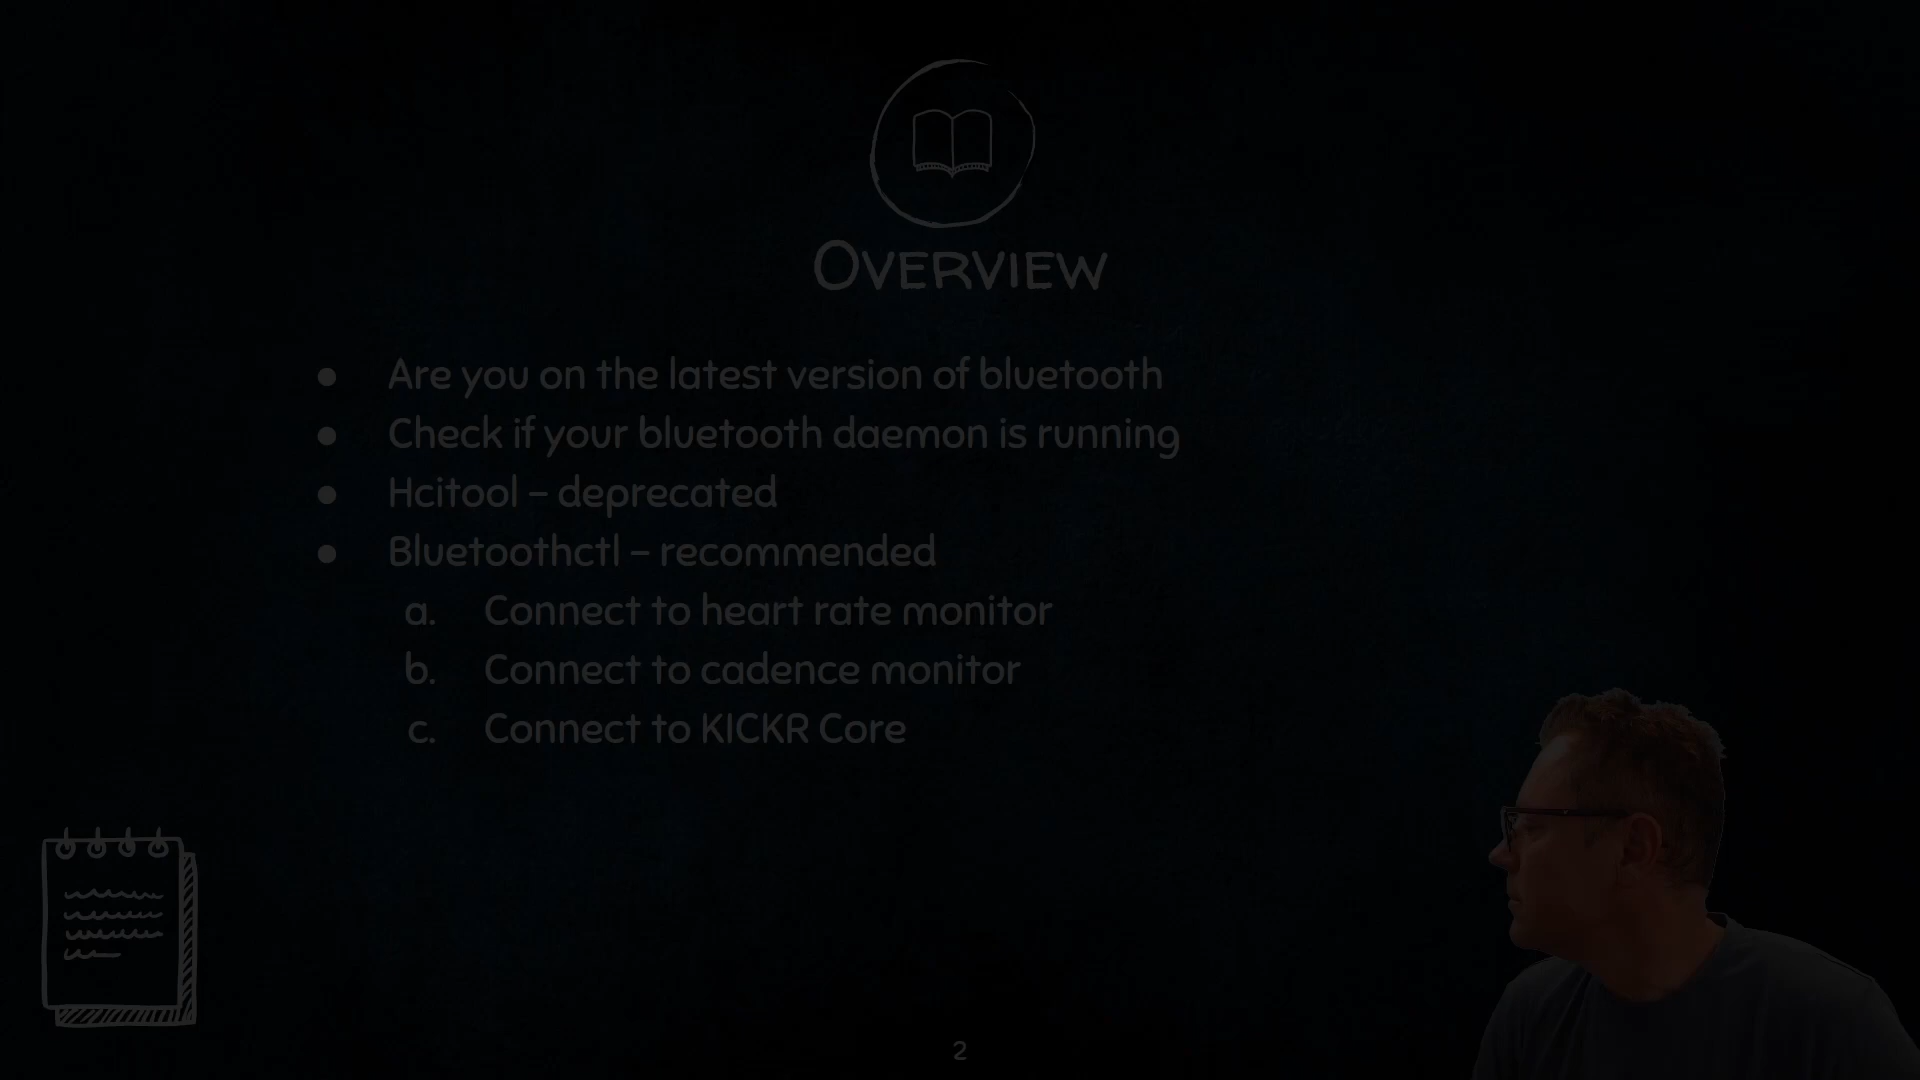 Overview
● Are you on the latest version of bluetooth
● Check if your bluetooth daemon is running
● Hcitool – deprecated
● Bluetoothctl – recommended
a. Connect to heart rate monitor
b. Connect to cadence monitor
c. Connect to KICKR Core
2